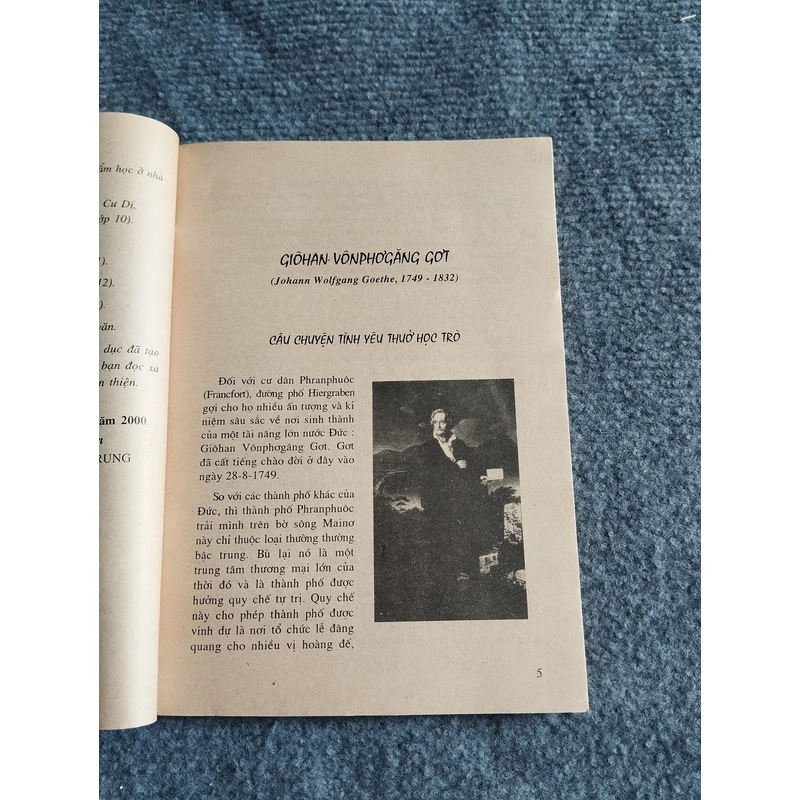 ẩm học ở nhà
Cư Dị,
ớp 10).
1).
12).
).
văn.
dục đã tạo
bạn đọc xa
n thiện.
ăm 2000
RUNG
GIÔHAN VÔNPHƠGĂNG GƠT
(Johann Wolfgang Goethe, 1749 - 1832)
CÂU CHUYỆN TÌNH YÊU THUỞ HỌC TRÒ
Đối với cư dân Phranphuôc
(Francfort), đường phố Hiergraben
gợi cho họ nhiều ấn tượng và kỉ
niệm sâu sắc về nơi sinh thành
của một tài năng lớn nước Đức :
Giôhan Vônphơgăng Gơt. Gơt
đã cất tiếng chào đời ở đây vào
ngày 28-8-1749.
So với các thành phố khác của
Đức, thì thành phố Phranphuôc
trải mình trên bờ sông Mainơ
này chỉ thuộc loại thường thường
bậc trung. Bù lại nó là một
trung tâm thương mại lớn của
thời đó và là thành phố được
hưởng quy chế tự trị. Quy chế
này cho phép thành phố được
vinh dự là nơi tổ chức lễ đăng
quang cho nhiều vị hoàng đế,
5